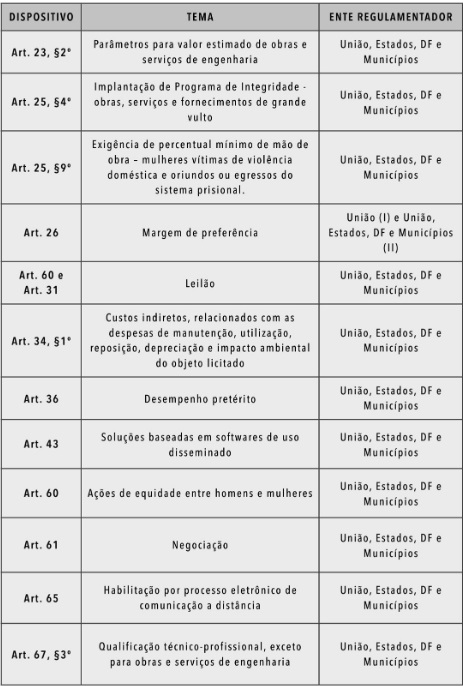 DISPOSITIVO TEMA ENTE REGULAMENTADOR
Art. 23, §2º
Parâmetros para valor estimado de obras e
serviços de engenharia
União, Estados, DF e
Municípios
Art. 25, §4º
Implantação de Programa de Integridade -
obras, serviços e fornecimentos de grande
vulto
União, Estados, DF e
Municípios
Art. 25, §9º
Exigência de percentual mínimo de mão de
obra – mulheres vítimas de violência
doméstica e oriundos ou egressos do
sistema prisional.
União, Estados, DF e
Municípios
Art. 26
Margem de preferência
União (I) e União,
Estados, DF e Municípios
(II)
Art. 60 e
Art. 31
Leilão
União, Estados, DF e
Municípios
Art. 34, §1º
Custos indiretos, relacionados com as
despesas de manutenção, utilização,
reposição, depreciação e impacto ambiental
do objeto licitado
União, Estados, DF e
Municípios
Art. 36
Desempenho pretérito
União, Estados, DF e
Municípios
Art. 43
Soluções baseadas em softwares de uso
disseminado
União, Estados, DF e
Municípios
Art. 60
Ações de equidade entre homens e mulheres
União, Estados, DF e
Municípios
Art. 61
Negociação
União, Estados, DF e
Municípios
Art. 65
Habilitação por processo eletrônico de
comunicação a distância
União, Estados, DF e
Municípios
Art. 67, §3º
Qualificação técnico-profissional, exceto
para obras e serviços de engenharia
União, Estados, DF e
Municípios